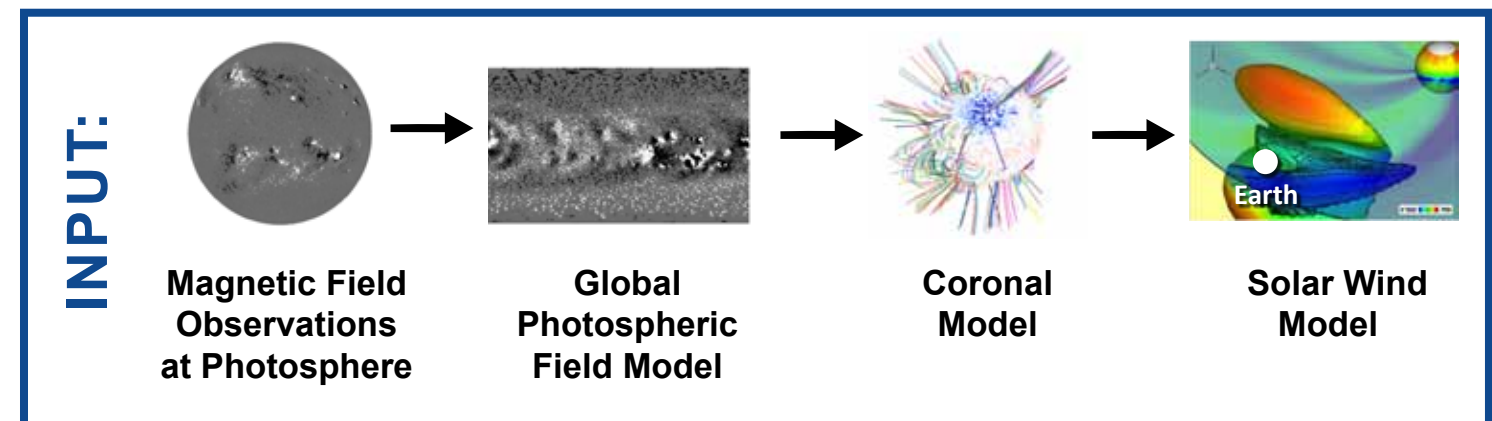 INPUT:
Magnetic Field
Observations
at Photosphere
Global
Photospheric
Field Model
Coronal
Model
Earth
Solar Wind
Model